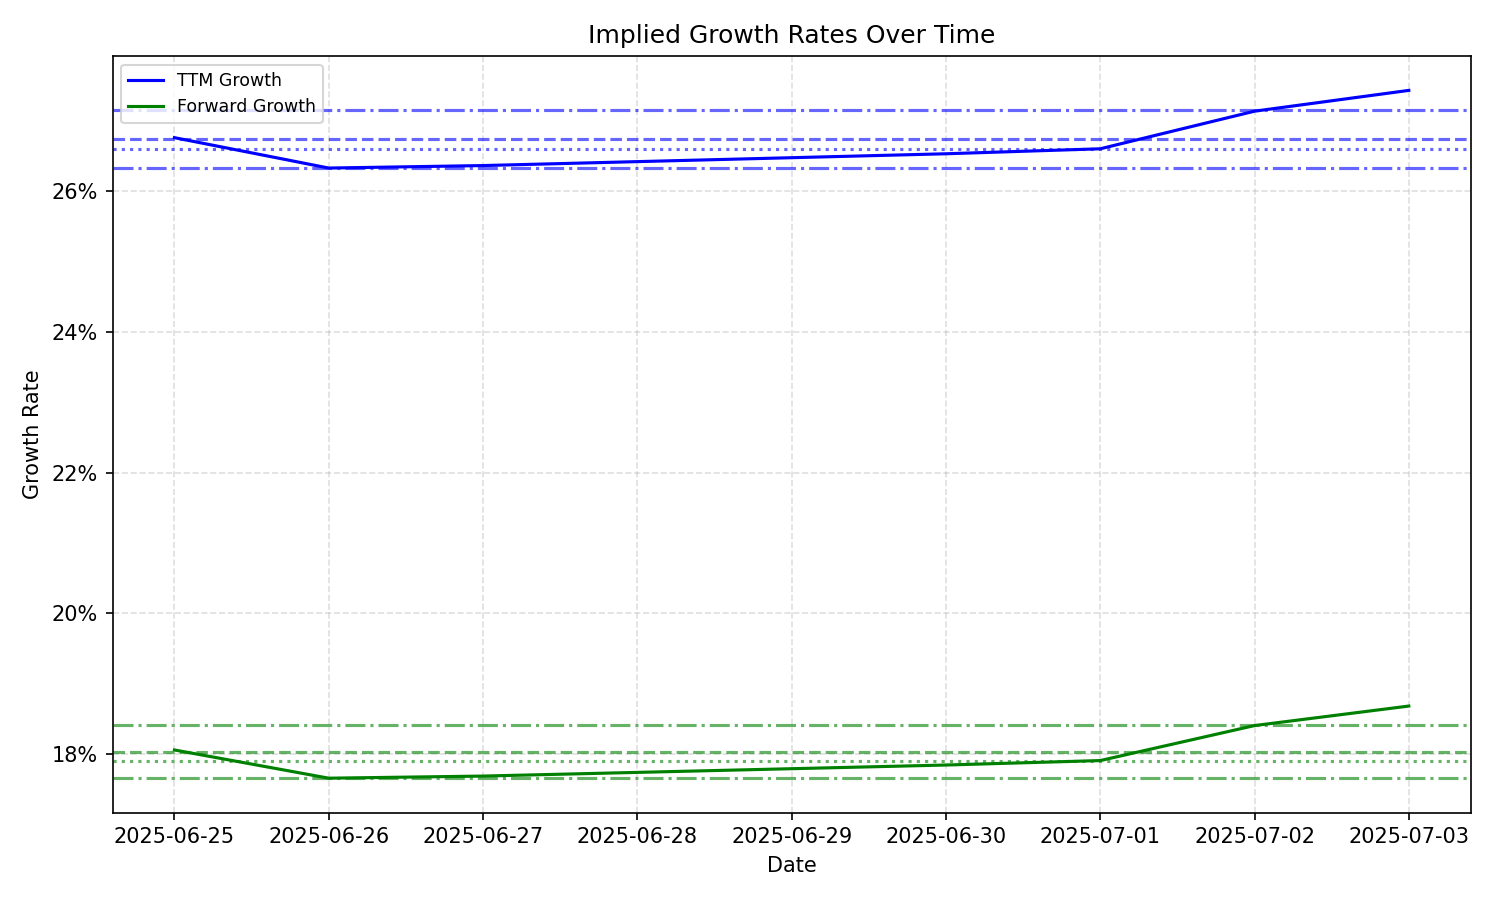 Implied Growth Rates Over Time
TTM Growth
Forward Growth
26%
24%
22%
20%
18%
Growth Rate
2025-06-25 2025-06-26 2025-06-27 2025-06-28 2025-06-29 2025-06-30 2025-07-01 2025-07-02 2025-07-03
Date